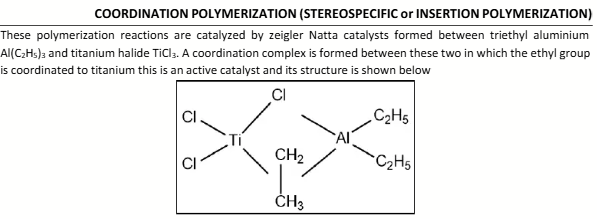 COORDINATION POLYMERIZATION (STEREOSPECIFIC or INSERTION POLYMERIZATION)
These polymerization reactions are catalyzed by zeigler Natta catalysts formed between triethyl aluminium
Al(C₂H₅)₃ and titanium halide TiCl₃. A coordination complex is formed between these two in which the ethyl group
is coordinated to titanium this is an active catalyst and its structure is shown below
Cl
Cl C₂H₅
Ti Al
Cl CH₂ C₂H₅
CH₃